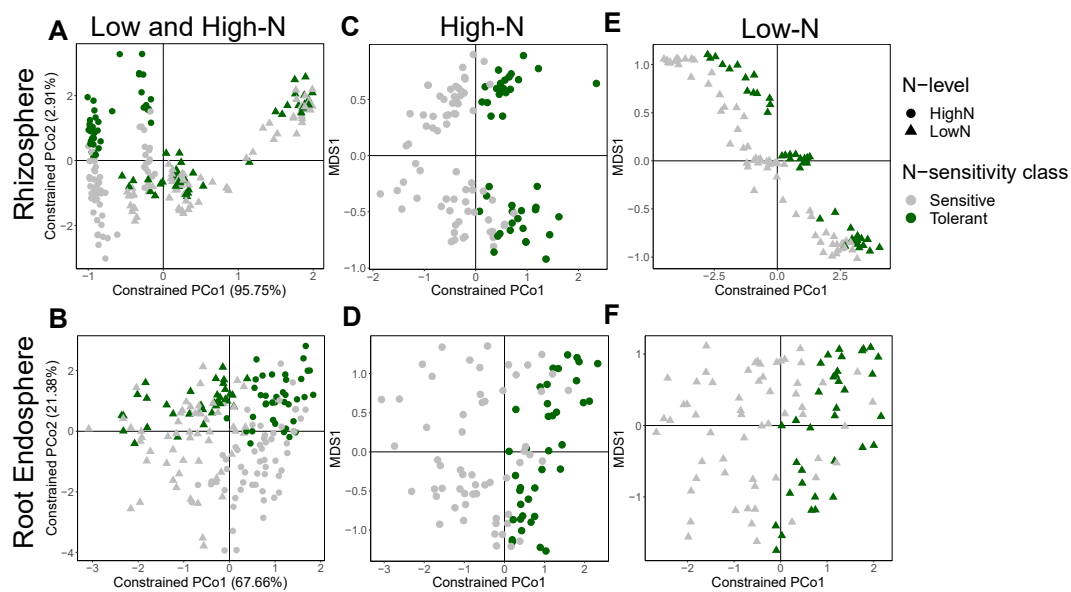 A Low and High-N
C High-N
E Low-N
Rhizosphere
Constrained PCo2 (2.91%)
2
0
−2
−1 0 1 2
Constrained PCo1 (95.75%)
MDS1
0.5
0.0
−0.5
−1.0
−2 −1 0 1 2
Constrained PCo1
MDS1
1.0
0.5
0.0
−0.5
−1.0
−2.5 0.0 2.5
Constrained PCo1
N−level
HighN
LowN
N−sensitivity class
Sensitive
Tolerant
B
D
F
Root Endosphere
Constrained PCo2 (21.38%)
2
0
−2
−4
−3 −2 −1 0 1 2
Constrained PCo1 (67.66%)
MDS1
1.0
0.5
0.0
−0.5
−1.0
−3 −2 −1 0 1 2
Constrained PCo1
MDS1
1
0
−1
−2 −1 0 1 2
Constrained PCo1